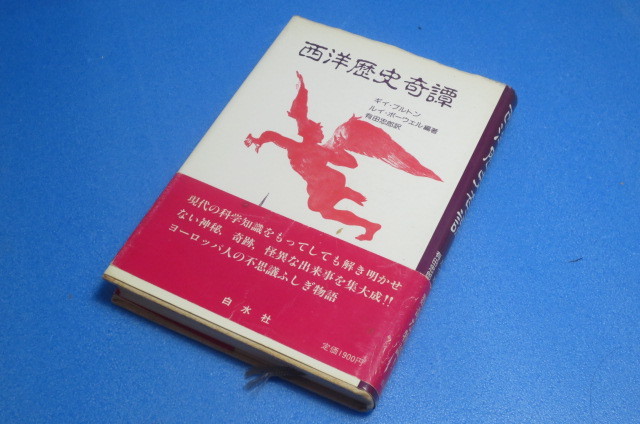 西洋歴史奇譚
ギイ・ブルトン
ルイ・ポーウェル編著
有田忠郎訳
現代の科学知識をもってしても解き明かせ
ない神秘、奇跡、怪異な出来事を集大成!!
ヨーロッパ人の不思議ふしぎ物語
白水社
定価1900円